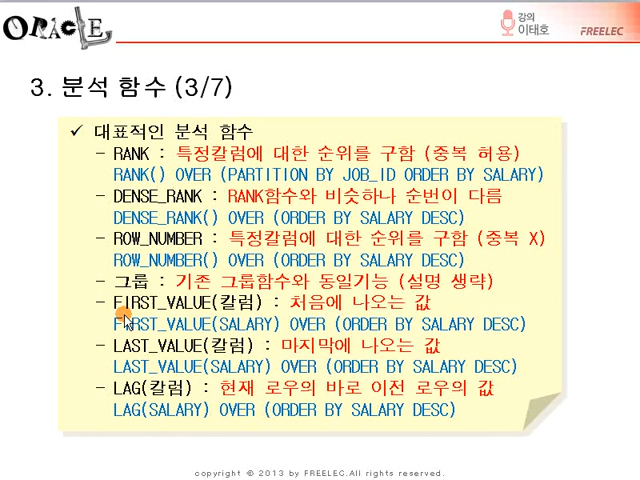 ORACLE
강의
이태호
FREELEC
3. 분석 함수 (3/7)
✓ 대표적인 분석 함수
- RANK : 특정칼럼에 대한 순위를 구함 (중복 허용)
RANK() OVER (PARTITION BY JOB_ID ORDER BY SALARY)
- DENSE_RANK : RANK함수와 비슷하나 순번이 다름
DENSE_RANK() OVER (ORDER BY SALARY DESC)
- ROW_NUMBER : 특정칼럼에 대한 순위를 구함 (중복 X)
ROW_NUMBER() OVER (ORDER BY SALARY DESC)
- 그룹 : 기존 그룹함수와 동일기능 (설명 생략)
- FIRST_VALUE(칼럼) : 처음에 나오는 값
FIRST_VALUE(SALARY) OVER (ORDER BY SALARY DESC)
- LAST_VALUE(칼럼) : 마지막에 나오는 값
LAST_VALUE(SALARY) OVER (ORDER BY SALARY DESC)
- LAG(칼럼) : 현재 로우의 바로 이전 로우의 값
LAG(SALARY) OVER (ORDER BY SALARY DESC)
copyright © 2013 by FREELEC.All rights reserved.